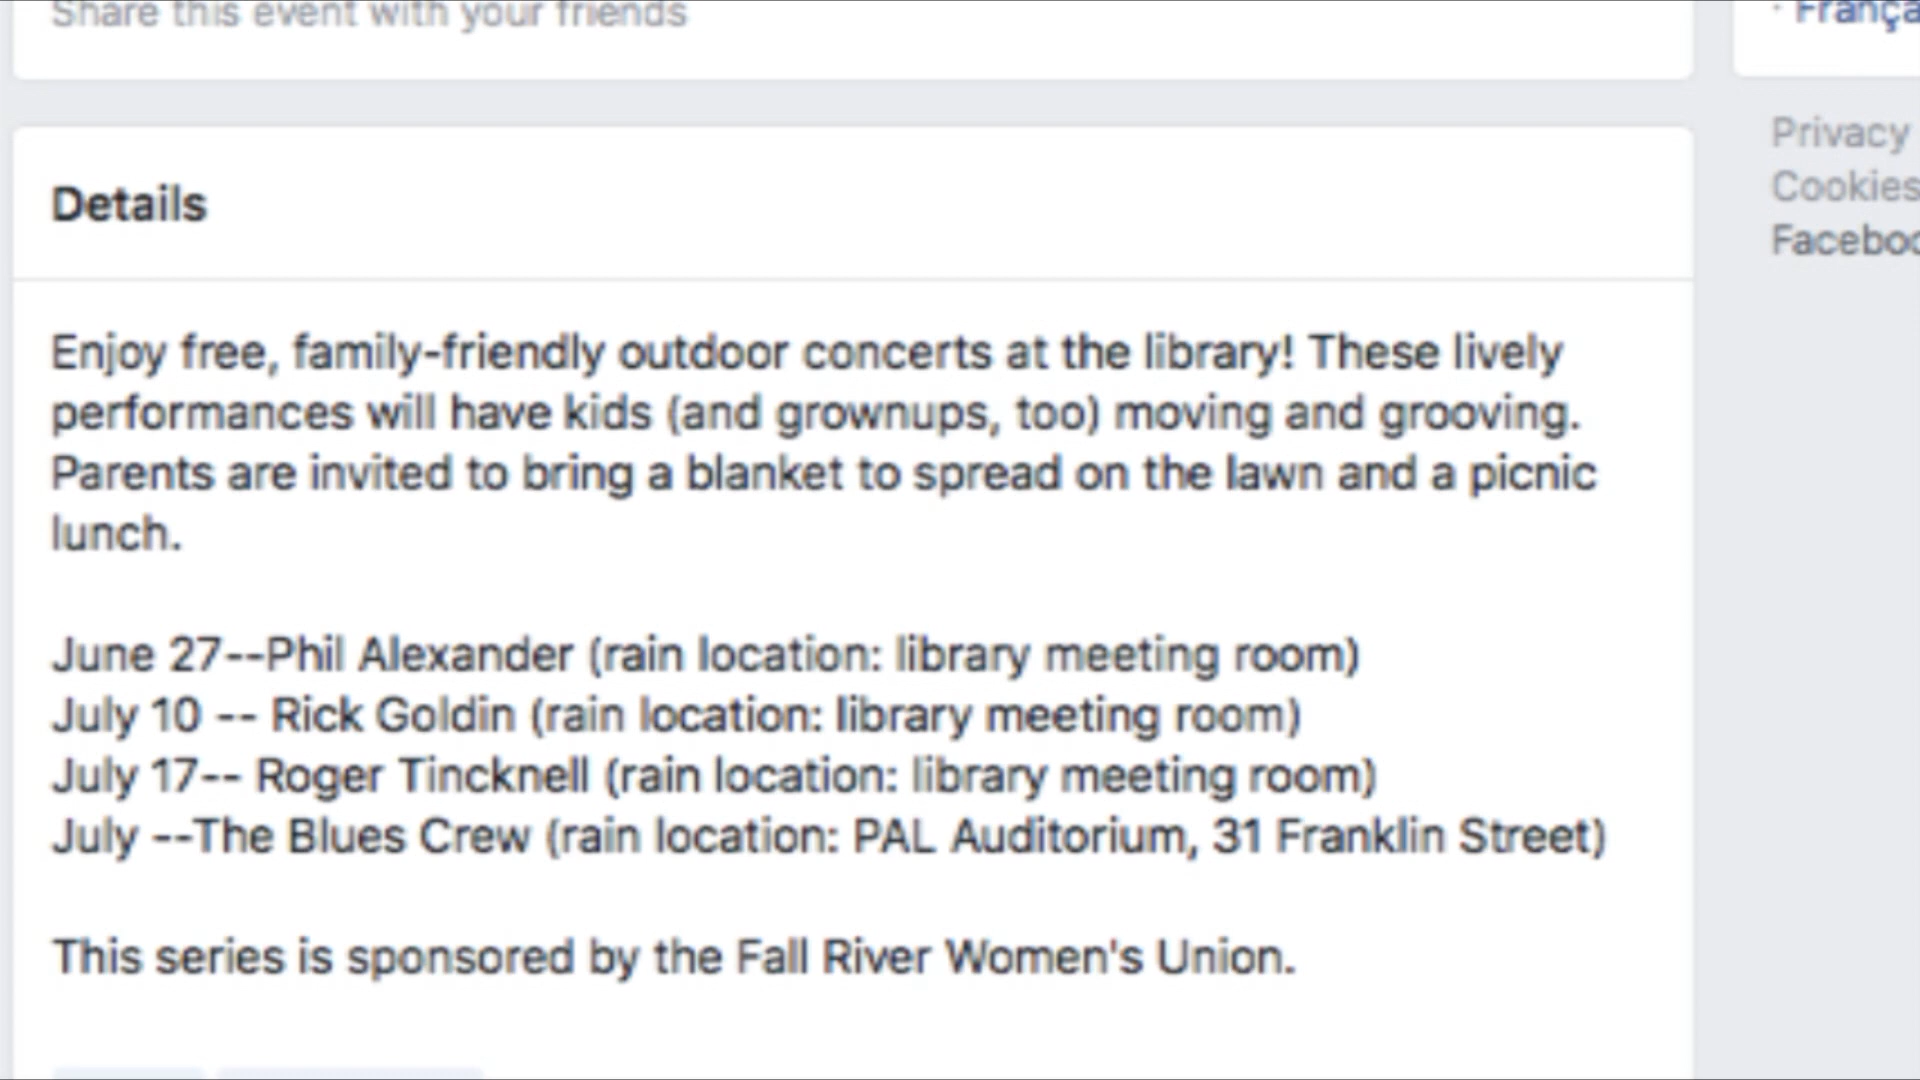 Share this event with your friends
Details
Enjoy free, family-friendly outdoor concerts at the library! These lively
performances will have kids (and grownups, too) moving and grooving.
Parents are invited to bring a blanket to spread on the lawn and a picnic
lunch.
June 27--Phil Alexander (rain location: library meeting room)
July 10 -- Rick Goldin (rain location: library meeting room)
July 17-- Roger Tincknell (rain location: library meeting room)
July --The Blues Crew (rain location: PAL Auditorium, 31 Franklin Street)
This series is sponsored by the Fall River Women's Union.
· França
Privacy
Cookies
Faceboo